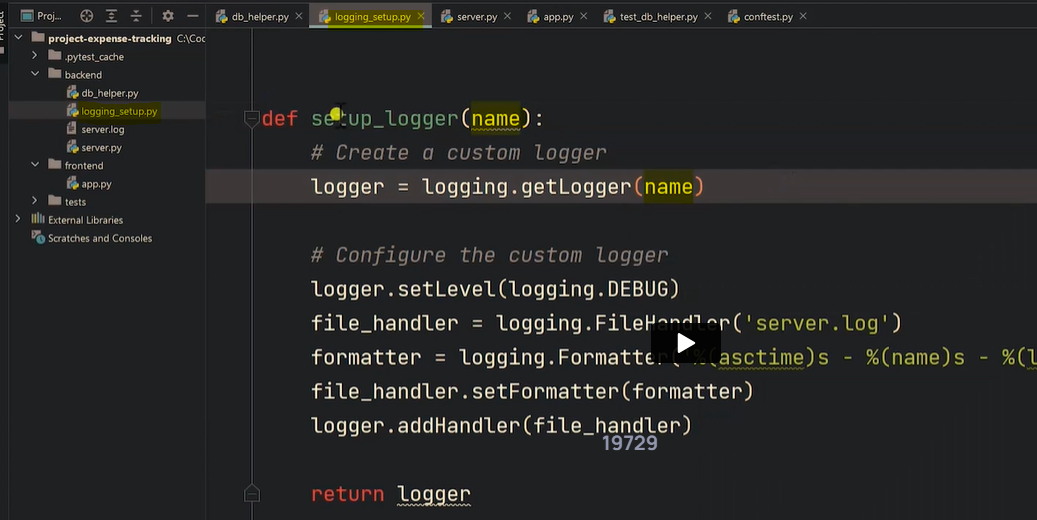 Project
Proj...
db_helper.py
logging_setup.py
server.py
app.py
test_db_helper.py
conftest.py
project-expense-tracking C:\Coc
.pytest_cache
backend
db_helper.py
logging_setup.py
server.log
server.py
frontend
app.py
tests
External Libraries
Scratches and Consoles
def setup_logger(name):
# Create a custom logger
logger = logging.getLogger(name)
# Configure the custom logger
logger.setLevel(logging.DEBUG)
file_handler = logging.FileHandler('server.log')
formatter = logging.Formatter('%(asctime)s - %(name)s - %(l
file_handler.setFormatter(formatter)
logger.addHandler(file_handler)
19729
return logger